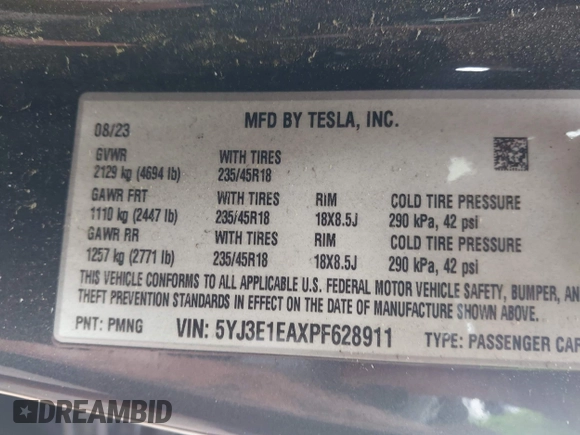 MFD BY TESLA, INC.
08/23
GVWR WITH TIRES
2129 kg (4694 lb) 235/45R18
GAWR FRT WITH TIRES RIM COLD TIRE PRESSURE
1110 kg (2447 lb) 235/45R18 18X8.5J 290 kPa, 42 psi
GAWR RR WITH TIRES RIM COLD TIRE PRESSURE
1257 kg (2771 lb) 235/45R18 18X8.5J 290 kPa, 42 psi
THIS VEHICLE CONFORMS TO ALL APPLICABLE U.S. FEDERAL MOTOR VEHICLE SAFETY, BUMPER, AN
THEFT PREVENTION STANDARDS IN EFFECT ON THE DATE OF MANUFACTURE SHOWN ABOVE.
PNT: PMNG VIN: 5YJ3E1EAXPF628911 TYPE: PASSENGER CAR
DREAMBID